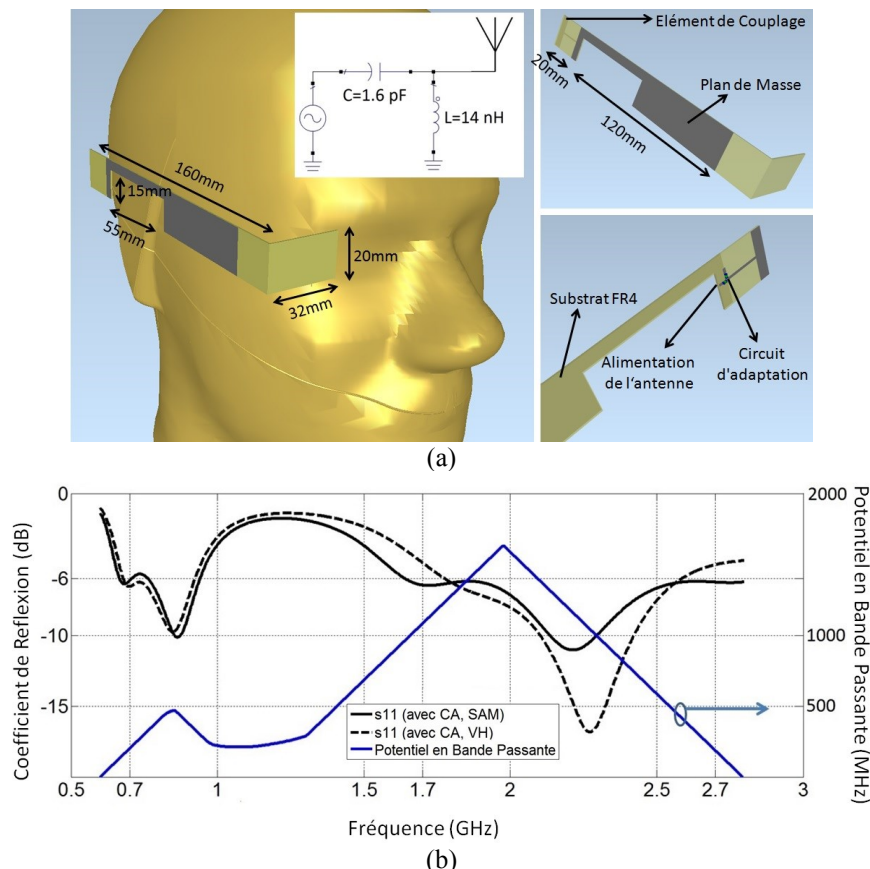 C=1.6 pF
L=14 nH
160mm
15mm
55mm
20mm
32mm
Elément de Couplage
20mm
Plan de Masse
120mm
Substrat FR4
Alimentation
de l'antenne
Circuit
d'adaptation
(a)
Coefficient de Reflexion (dB)
0
-6
-10
-15
2000
1000
500
Potentiel en Bande Passante
(MHz)
s11 (avec CA, SAM)
s11 (avec CA, VH)
Potentiel en Bande Passante
0.5
0.7
1
1.5
1.7
2
2.5
2.7
3
Fréquence (GHz)
(b)